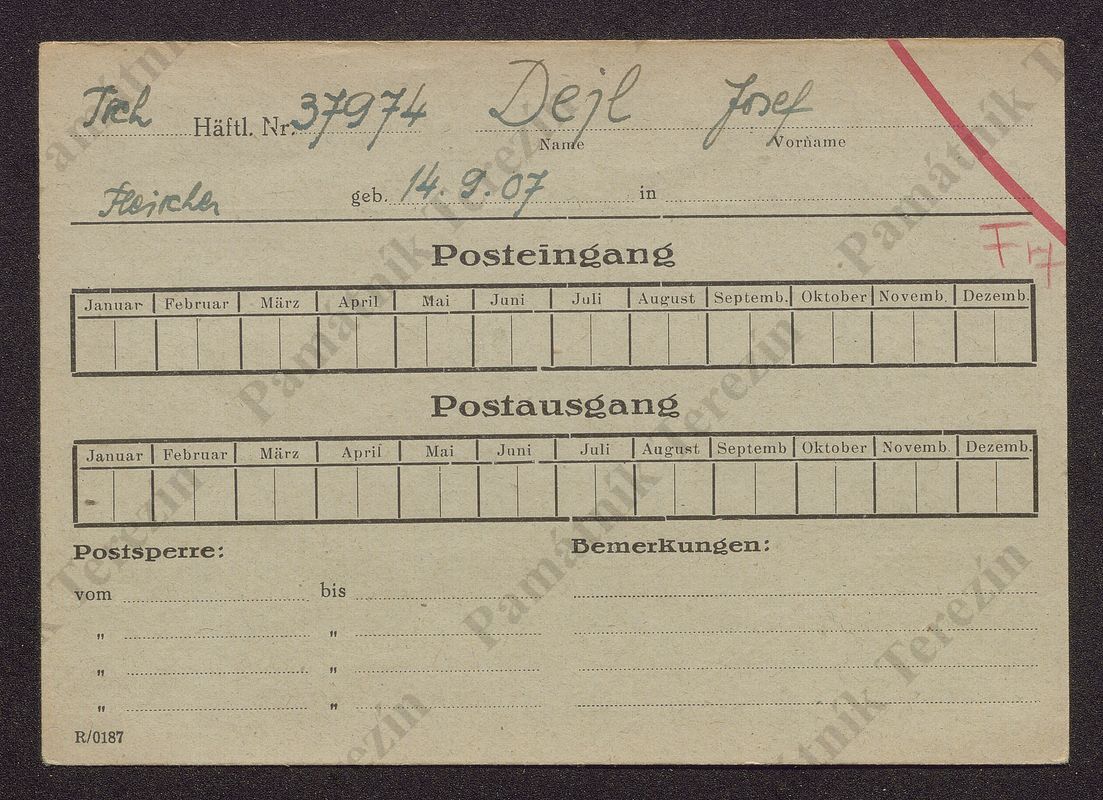 Tsch Häftl. Nr. 37974 Dejl Josef
Name Vorname
Fleischer geb. 14. 9. 07 in
Posteingang
Januar Februar März April Mai Juni Juli August Septemb. Oktober Novemb. Dezemb.
Postausgang
Januar Februar März April Mai Juni Juli August Septemb Oktober Novemb. Dezemb.
Postsperre: Bemerkungen:
vom bis
" "
" "
" "
R/0187
Památník Terezín